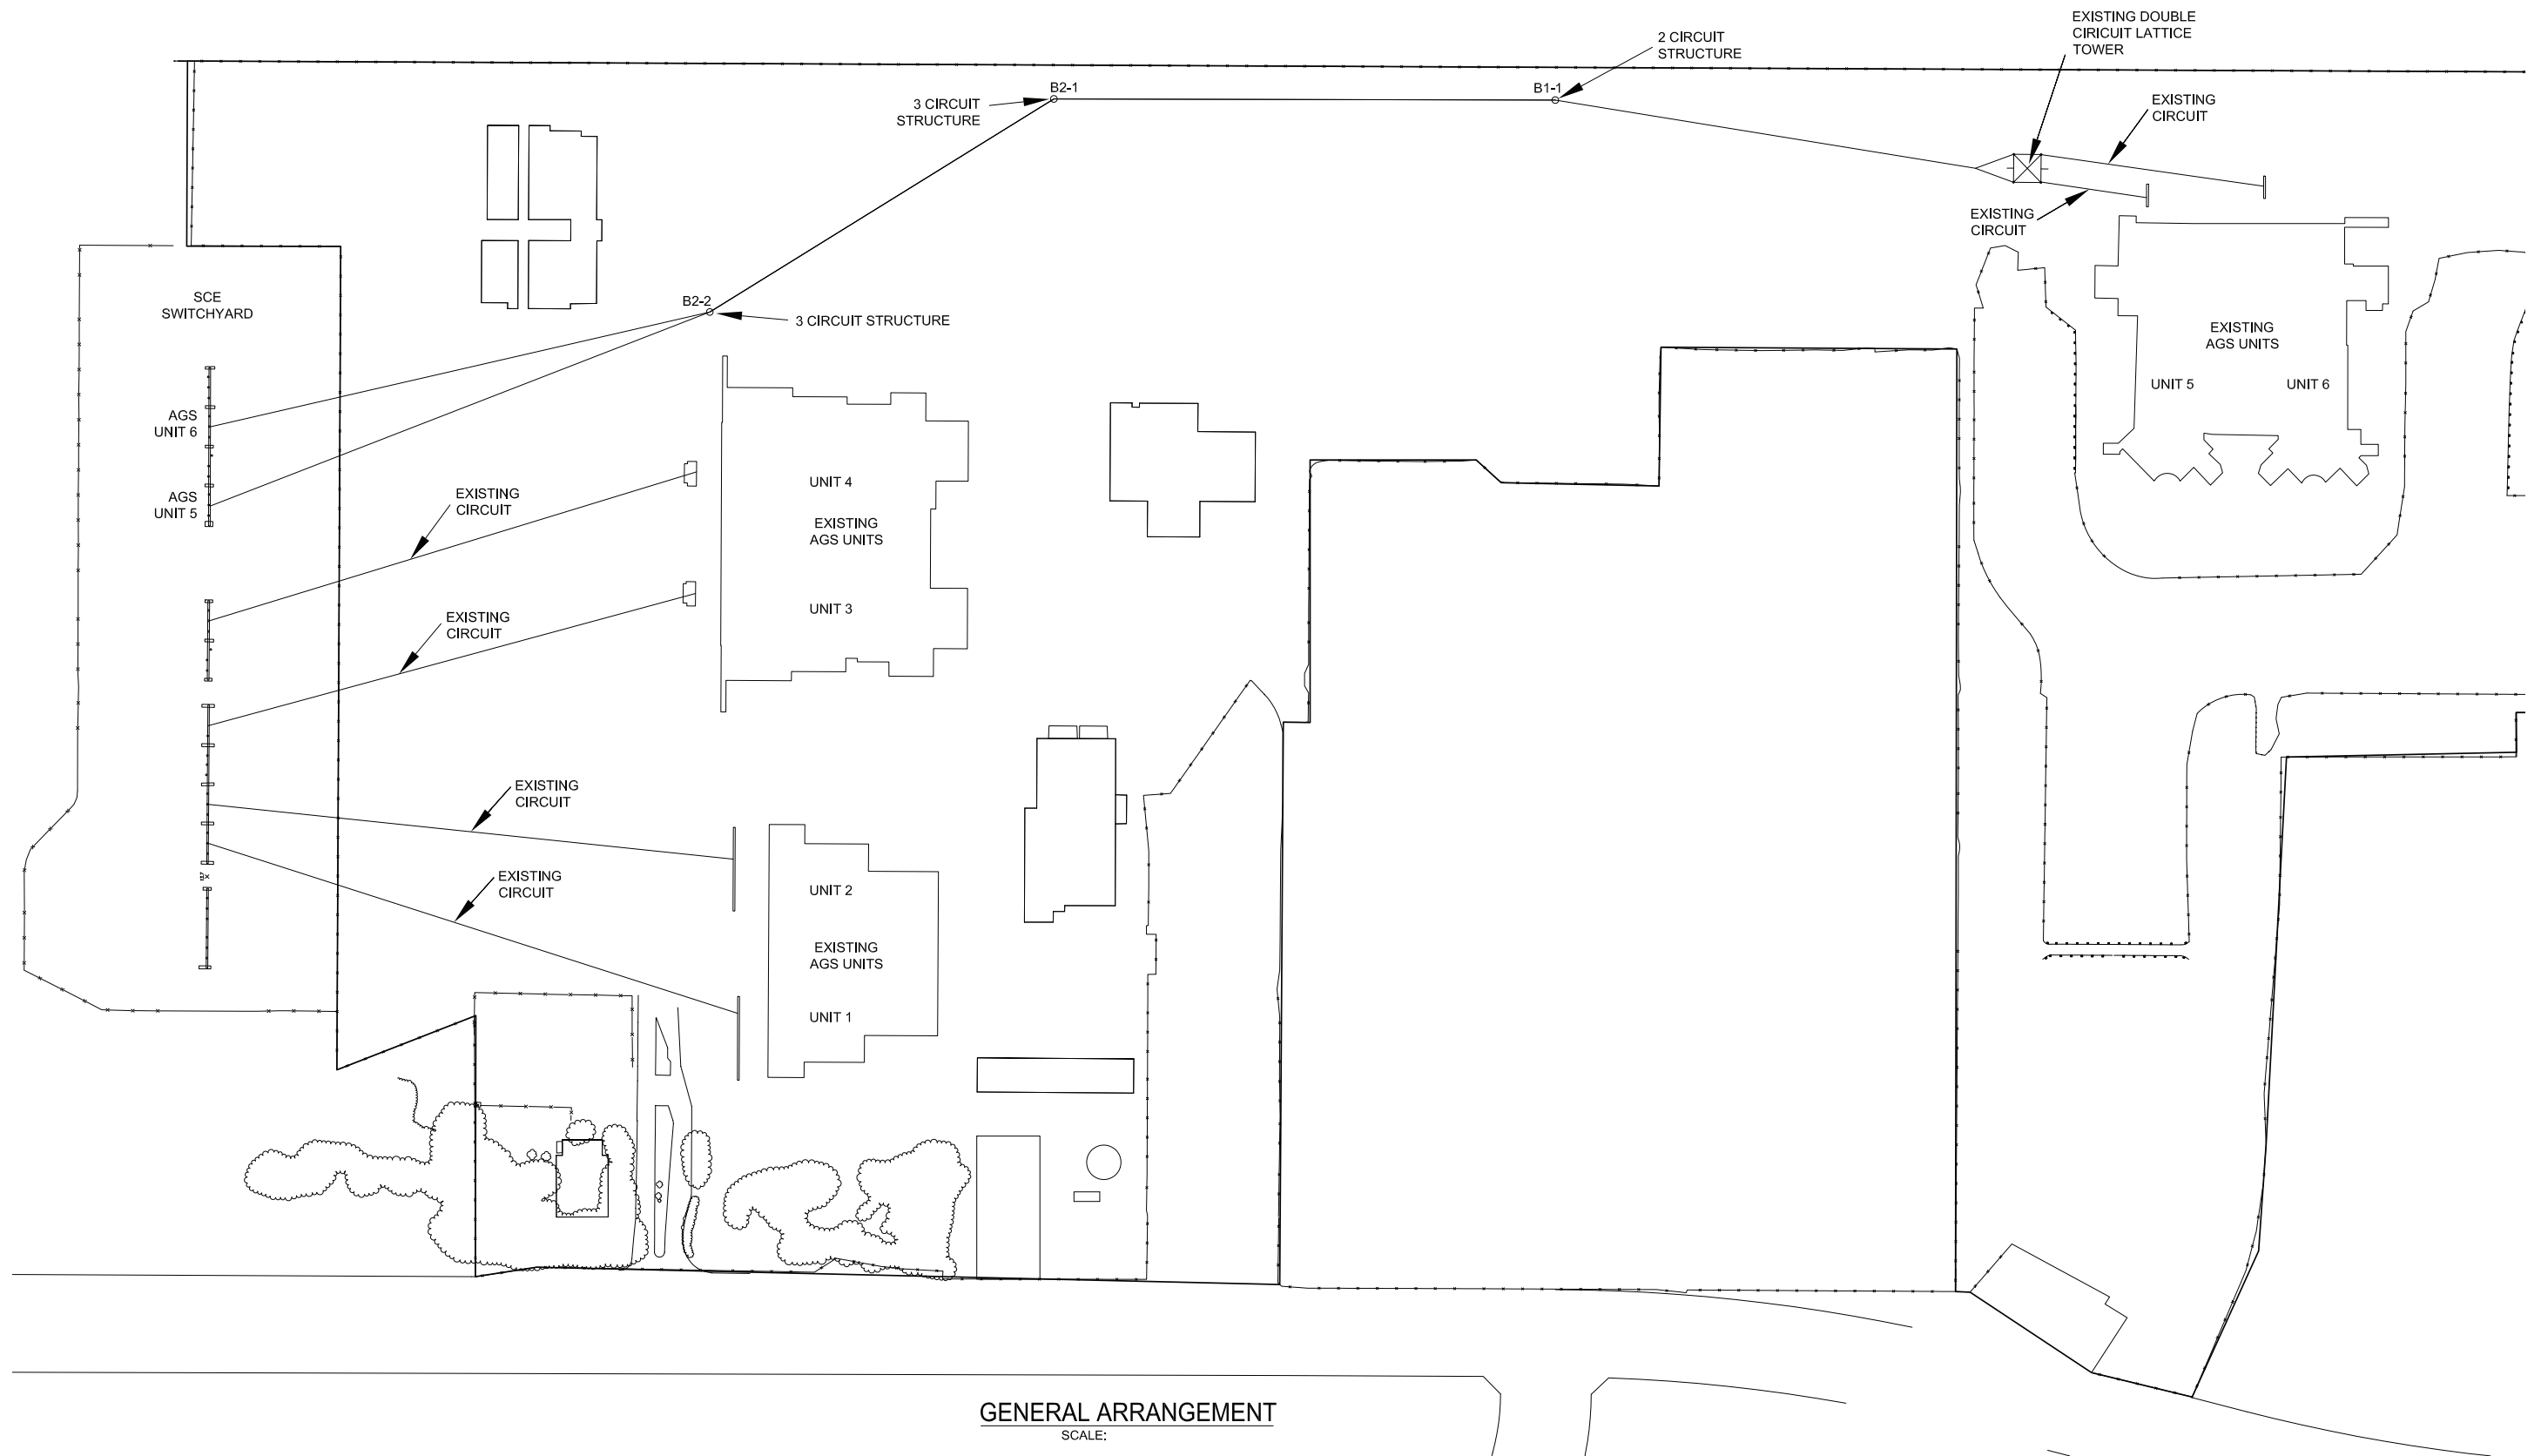 EXISTING DOUBLE
CIRICUIT LATTICE
TOWER
2 CIRCUIT
STRUCTURE
B2-1
B1-1
3 CIRCUIT
STRUCTURE
EXISTING
CIRCUIT
EXISTING
CIRCUIT
SCE
SWITCHYARD
B2-2
3 CIRCUIT STRUCTURE
EXISTING
AGS UNITS
UNIT 5
UNIT 6
AGS
UNIT 6
AGS
UNIT 5
EXISTING
CIRCUIT
UNIT 4
EXISTING
AGS UNITS
UNIT 3
EXISTING
CIRCUIT
EXISTING
CIRCUIT
EXISTING
CIRCUIT
UNIT 2
EXISTING
AGS UNITS
UNIT 1
GENERAL ARRANGEMENT
SCALE: